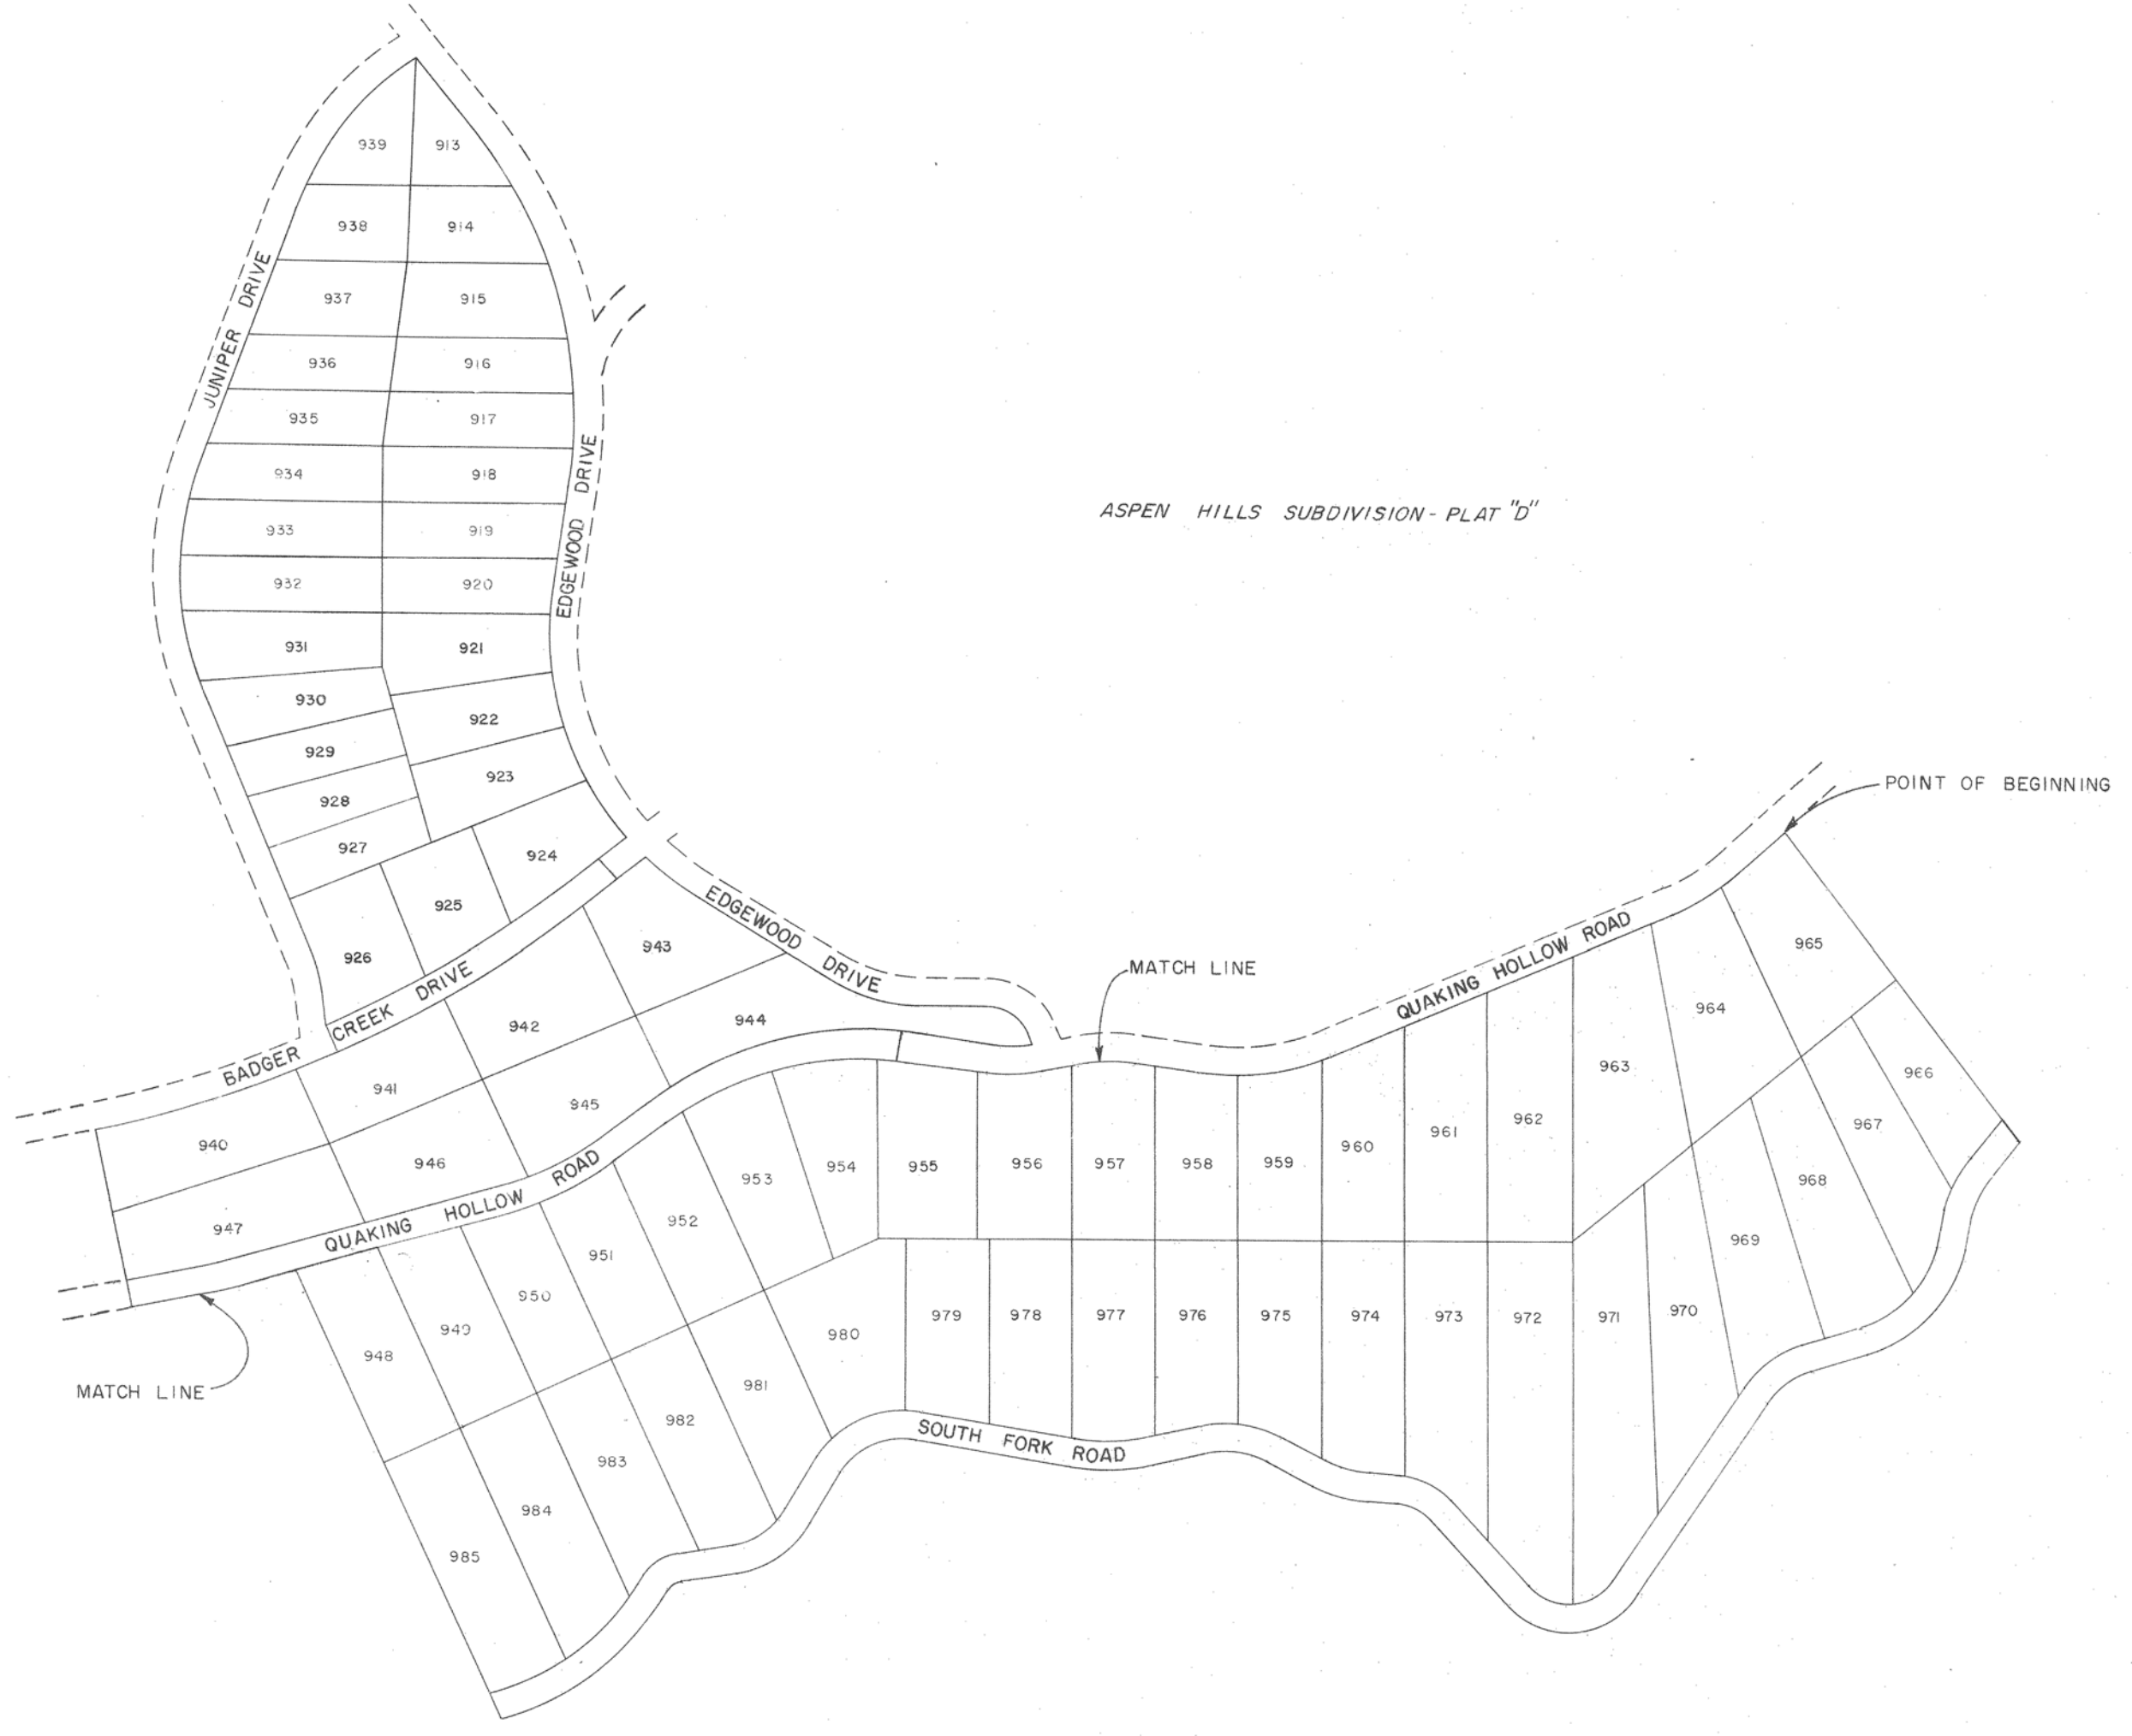 939 913
938 914
937 915
936 916
935 917
934 918
933 919
932 920
931 921
930 922
929 923
928
927 924
925
926
JUNIPER DRIVE
EDGEWOOD DRIVE
ASPEN HILLS SUBDIVISION - PLAT "D"
POINT OF BEGINNING
EDGEWOOD DRIVE
MATCH LINE
QUAKING HOLLOW ROAD
BADGER CREEK DRIVE
943
942 944
941 945
940 946
947
QUAKING HOLLOW ROAD
MATCH LINE
948 949 950 951 952 953 954 955 956 957 958 959 960 961 962 963 964 965
966
967
968
969
985 984 983 982 981 980 979 978 977 976 975 974 973 972 971 970
SOUTH FORK ROAD